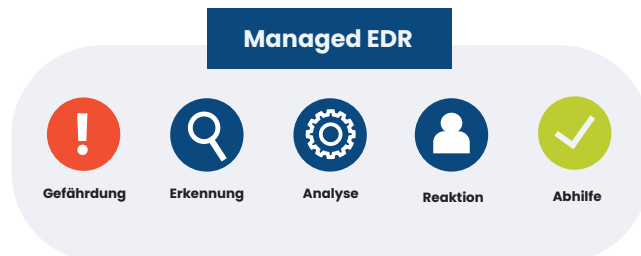 Managed EDR
Gefährdung
Erkennung
Analyse
Reaktion
Abhilfe